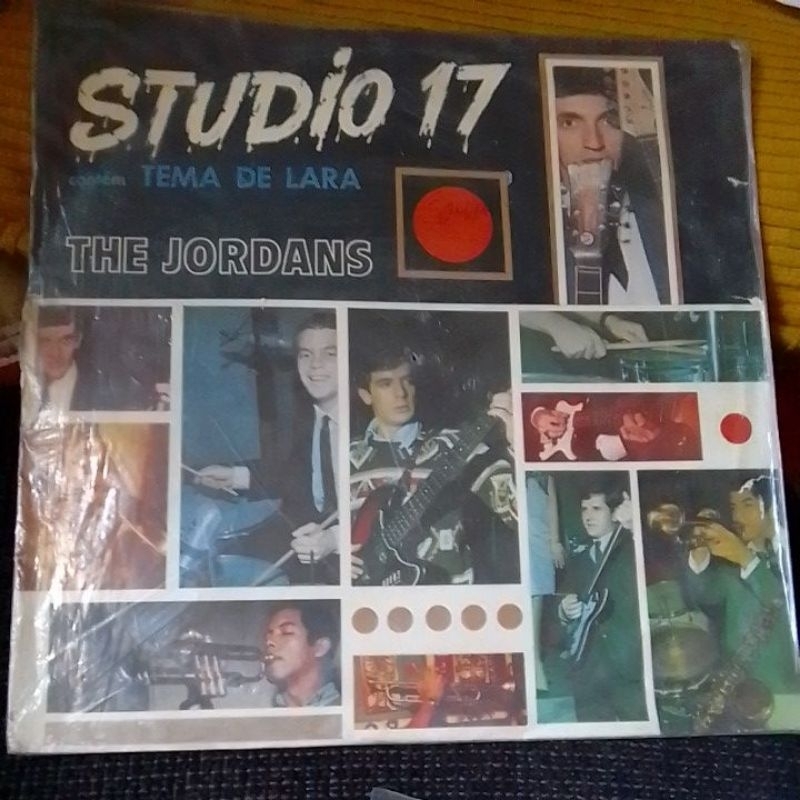 STUDIO 17
contém TEMA DE LARA
THE JORDANS